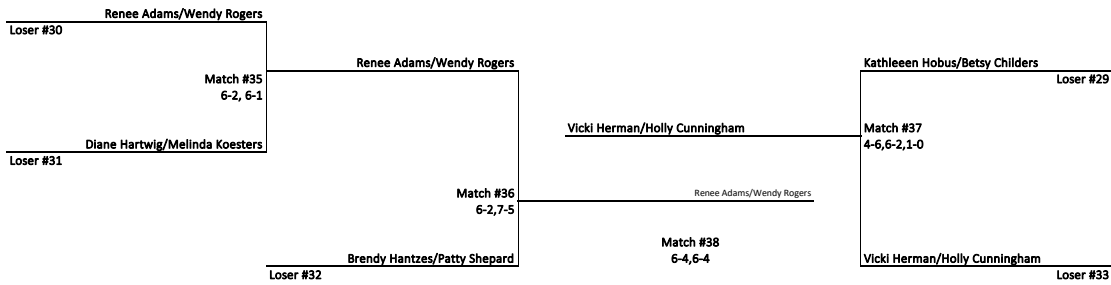 Renee Adams/Wendy Rogers
Loser #30
Match #35
6-2, 6-1
Diane Hartwig/Melinda Koesters
Loser #31
Renee Adams/Wendy Rogers
Match #36
6-2,7-5
Brendy Hantzes/Patty Shepard
Loser #32
Vicki Herman/Holly Cunningham
Renee Adams/Wendy Rogers
Match #38
6-4,6-4
Kathleeen Hobus/Betsy Childers
Loser #29
Match #37
4-6,6-2,1-0
Vicki Herman/Holly Cunningham
Loser #33